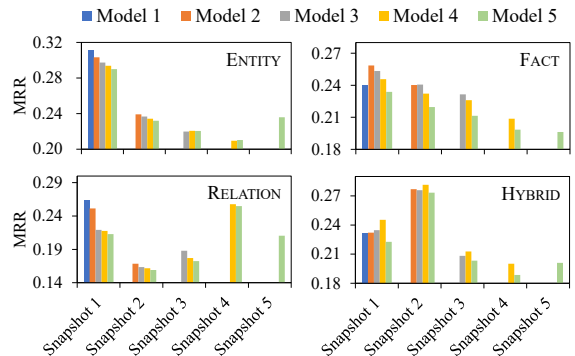 Model 1 Model 2 Model 3 Model 4 Model 5
MRR
0.32
0.28
0.24
0.20
ENTITY
0.27
0.24
0.21
0.18
FACT
MRR
0.29
0.24
0.19
0.14
RELATION
0.27
0.24
0.21
0.18
HYBRID
Snapshot 1
Snapshot 2
Snapshot 3
Snapshot 4
Snapshot 5
Snapshot 1
Snapshot 2
Snapshot 3
Snapshot 4
Snapshot 5